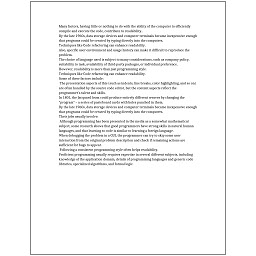 Many factors, having little or nothing to do with the ability of the computer to efficiently
compile and execute the code, contribute to readability.
By the late 1960s, data storage devices and computer terminals became inexpensive enough
that programs could be created by typing directly into the computers.
Techniques like Code refactoring can enhance readability.
Also, specific user environment and usage history can make it difficult to reproduce the
problem.
The choice of language used is subject to many considerations, such as company policy,
suitability to task, availability of third-party packages, or individual preference.
However, readability is more than just programming style.
Techniques like Code refactoring can enhance readability.
Some of these factors include:
The presentation aspects of this (such as indents, line breaks, color highlighting, and so on)
are often handled by the source code editor, but the content aspects reflect the
programmer's talent and skills.
In 1801, the Jacquard loom could produce entirely different weaves by changing the
"program" – a series of pasteboard cards with holes punched in them.
By the late 1960s, data storage devices and computer terminals became inexpensive enough
that programs could be created by typing directly into the computers.
Their jobs usually involve:
Although programming has been presented in the media as a somewhat mathematical
subject, some research shows that good programmers have strong skills in natural human
languages, and that learning to code is similar to learning a foreign language.
When debugging the problem in a GUI, the programmer can try to skip some user
interaction from the original problem description and check if remaining actions are
sufficient for bugs to appear.
Following a consistent programming style often helps readability.
Proficient programming usually requires expertise in several different subjects, including
knowledge of the application domain, details of programming languages and generic code
libraries, specialized algorithms, and formal logic.